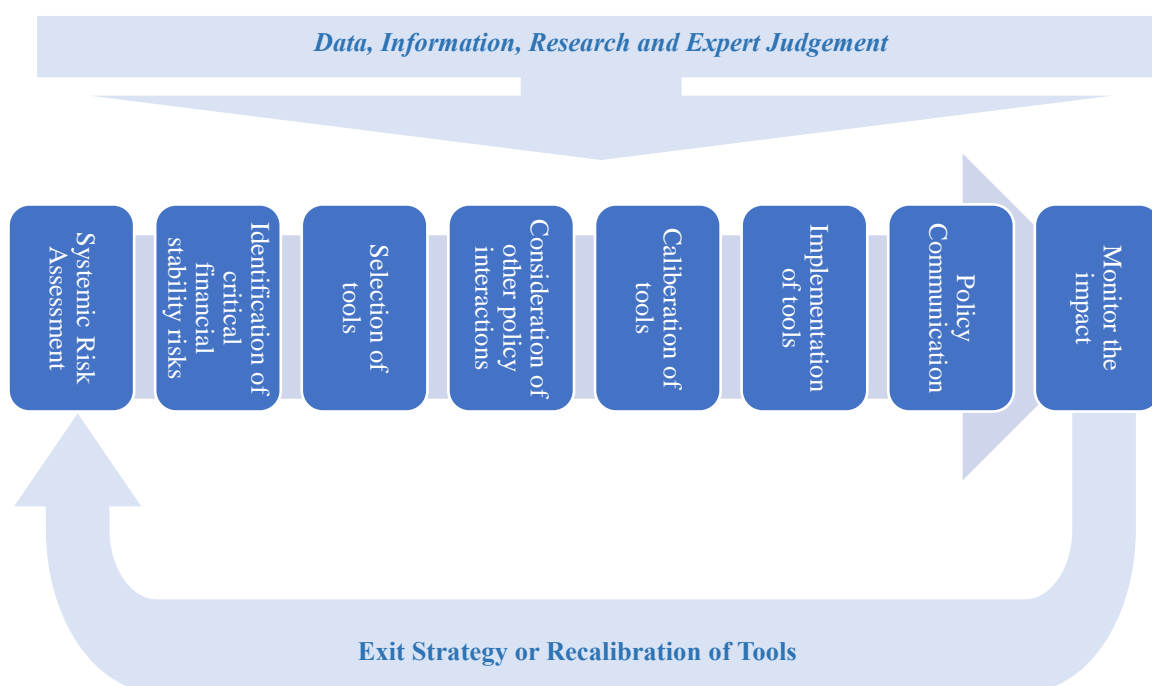 Data, Information, Research and Expert Judgement
Systemic Risk
Assessment
Identification of
critical
financial
stability risks
Selection of
tools
Consideration of
other policy
interactions
Caliberation of
tools
Implementation
of tools
Policy
Communication
Monitor the
impact
Exit Strategy or Recalibration of Tools